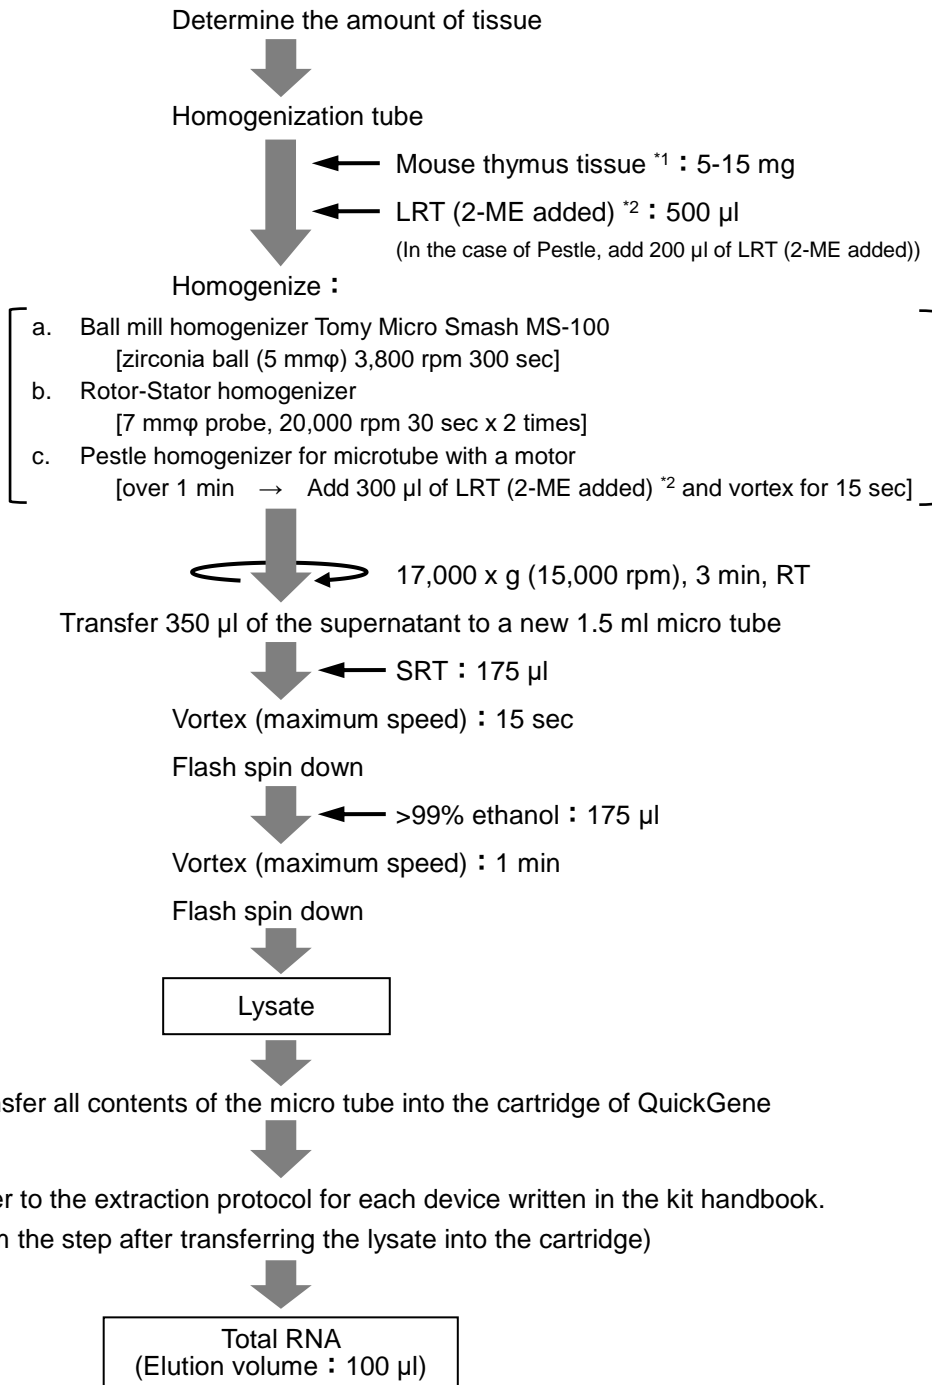 Determine the amount of tissue
Homogenization tube
Mouse thymus tissue *1：5-15 mg
LRT (2-ME added) *2：500 µl
(In the case of Pestle, add 200 µl of LRT (2-ME added))
Homogenize：
a. Ball mill homogenizer Tomy Micro Smash MS-100
[zirconia ball (5 mmφ) 3,800 rpm 300 sec]
b. Rotor-Stator homogenizer
[7 mmφ probe, 20,000 rpm 30 sec x 2 times]
c. Pestle homogenizer for microtube with a motor
[over 1 min → Add 300 µl of LRT (2-ME added) *2 and vortex for 15 sec]
17,000 x g (15,000 rpm), 3 min, RT
Transfer 350 µl of the supernatant to a new 1.5 ml micro tube
SRT：175 µl
Vortex (maximum speed)：15 sec
Flash spin down
>99% ethanol：175 µl
Vortex (maximum speed)：1 min
Flash spin down
Lysate
nsfer all contents of the micro tube into the cartridge of QuickGene
er to the extraction protocol for each device written in the kit handbook.
m the step after transferring the lysate into the cartridge)
Total RNA
(Elution volume：100 µl)